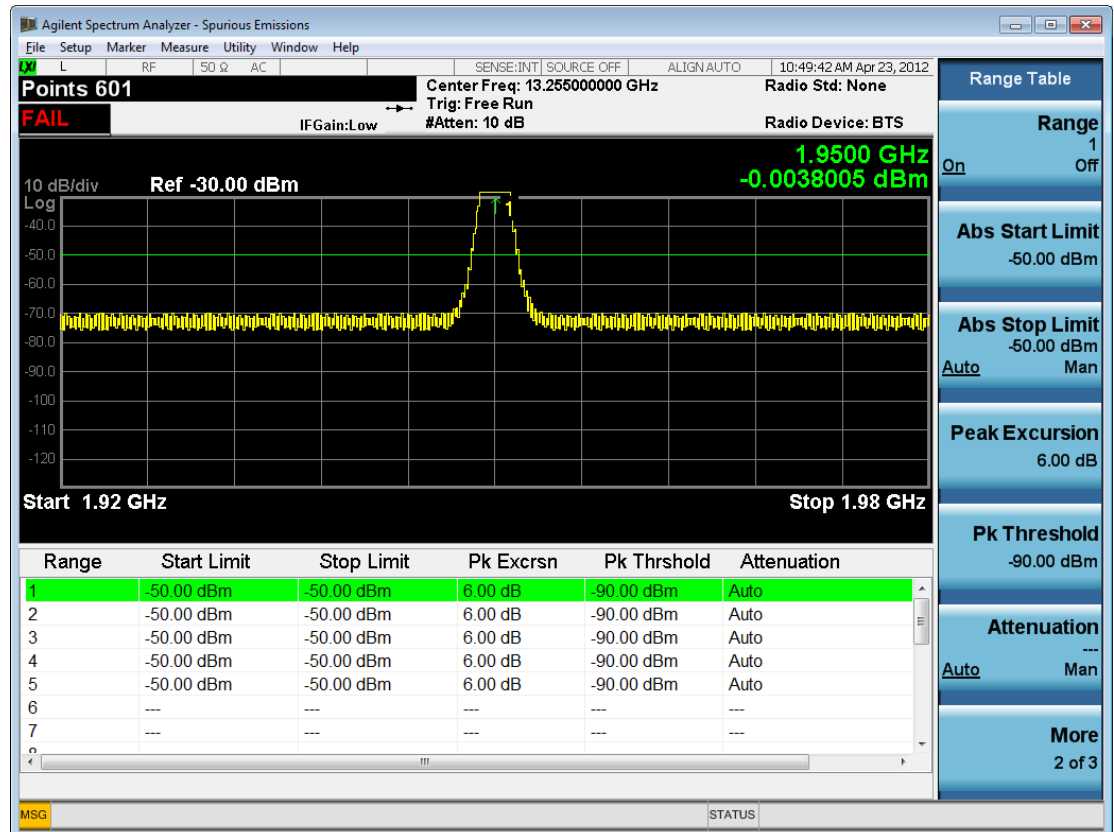 Agilent Spectrum Analyzer - Spurious Emissions
File Setup Marker Measure Utility Window Help
LXI L RF 50 Ω AC SENSE:INT SOURCE OFF ALIGN AUTO 10:49:42 AM Apr 23, 2012
Points 601 Center Freq: 13.255000000 GHz Radio Std: None
Trig: Free Run
FAIL IFGain:Low #Atten: 10 dB Radio Device: BTS
1.9500 GHz
10 dB/div Ref -30.00 dBm -0.0038005 dBm
Log
1
-40.0
-50.0
-60.0
-70.0
-80.0
-90.0
-100
-110
-120
Start 1.92 GHz Stop 1.98 GHz
Range Start Limit Stop Limit Pk Excrsn Pk Thrshold Attenuation
1 -50.00 dBm -50.00 dBm 6.00 dB -90.00 dBm Auto
2 -50.00 dBm -50.00 dBm 6.00 dB -90.00 dBm Auto
3 -50.00 dBm -50.00 dBm 6.00 dB -90.00 dBm Auto
4 -50.00 dBm -50.00 dBm 6.00 dB -90.00 dBm Auto
5 -50.00 dBm -50.00 dBm 6.00 dB -90.00 dBm Auto
6 --- --- --- --- ---
7 --- --- --- --- ---
MSG STATUS
Range Table
Range
1
On Off
Abs Start Limit
-50.00 dBm
Abs Stop Limit
-50.00 dBm
Auto Man
Peak Excursion
6.00 dB
Pk Threshold
-90.00 dBm
Attenuation
---
Auto Man
More
2 of 3